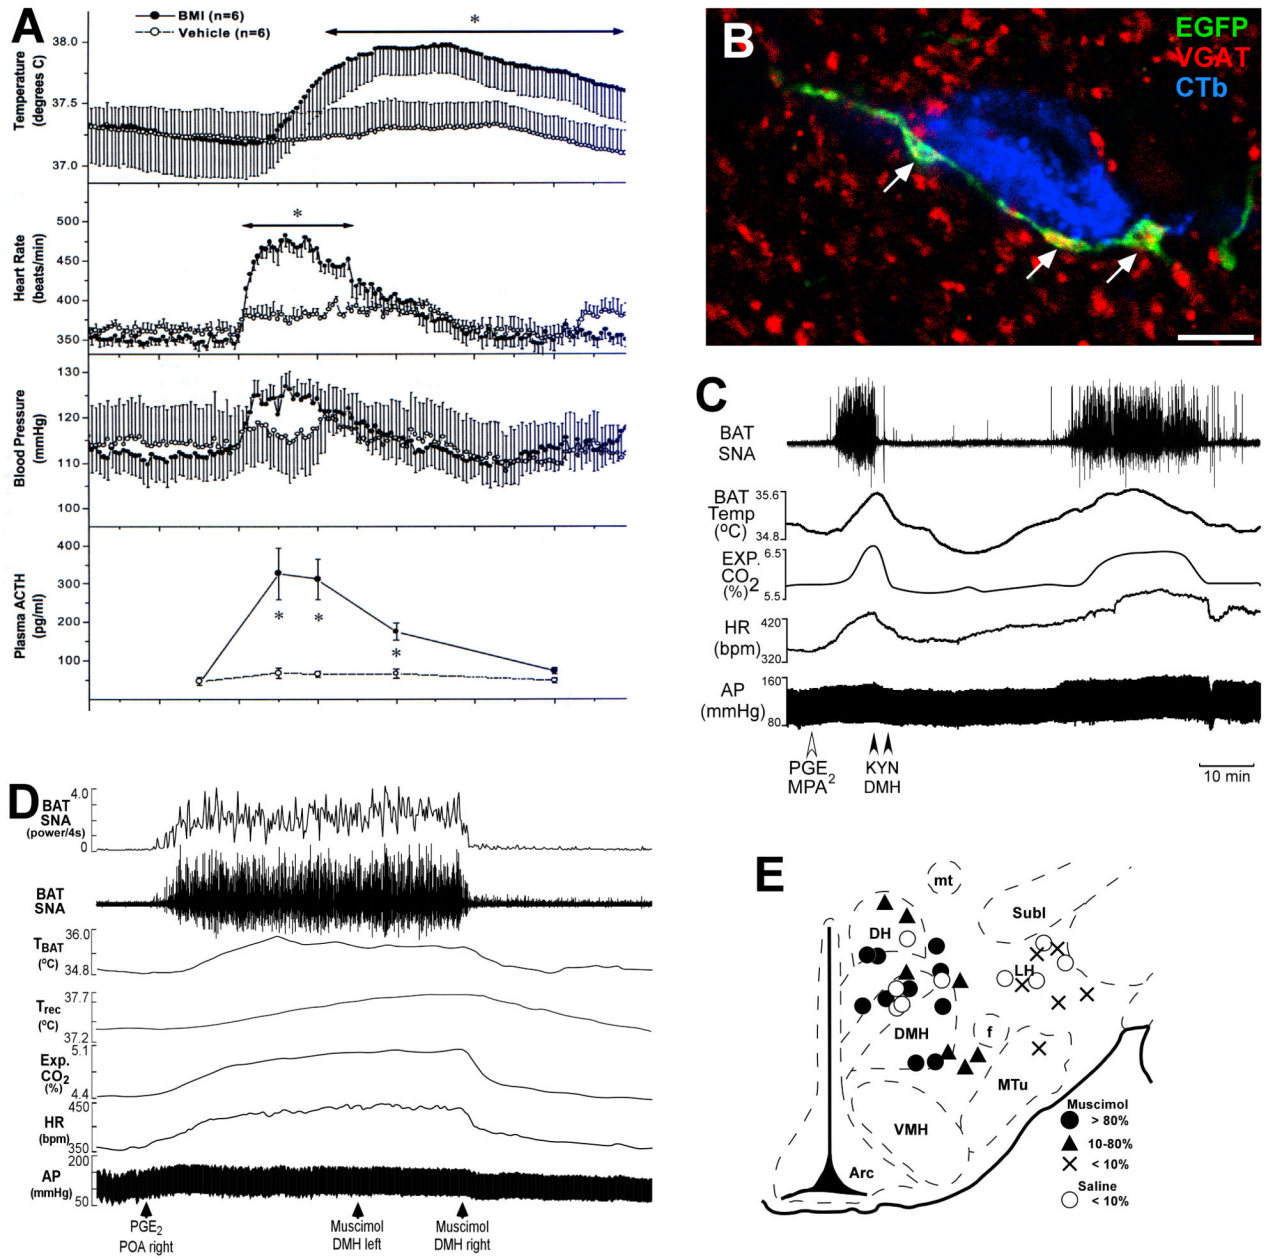 A
BMI (n=6)
Vehicle (n=6)
*
Temperature
(degrees C)
38.0
37.5
37.0
*
Heart Rate
(beats/min)
500
450
400
350
Blood Pressure
(mmHg)
130
120
110
100
Plasma ACTH
(pg/ml)
400
300
200
100
* *
*
B
EGFP
VGAT
CTb
C
BAT
SNA
BAT
Temp
(ºC)
35.6
34.8
EXP.
CO2
(%)
6.5
5.5
HR
(bpm)
420
320
AP
(mmHg)
160
80
PGE2
MPA
KYN
DMH
10 min
D
BAT
SNA
(power/4s)
4.0
0
BAT
SNA
TBAT
(ºC)
36.0
34.8
Trec
(ºC)
37.7
37.2
Exp.
CO2
(%)
5.1
4.4
HR
(bpm)
450
350
AP
(mmHg)
200
50
PGE2
POA right
Muscimol
DMH left
Muscimol
DMH right
E
mt
SubI
DH
LH
DMH
f
MTu
VMH
Arc
Muscimol
> 80%
10-80%
< 10%
Saline
< 10%